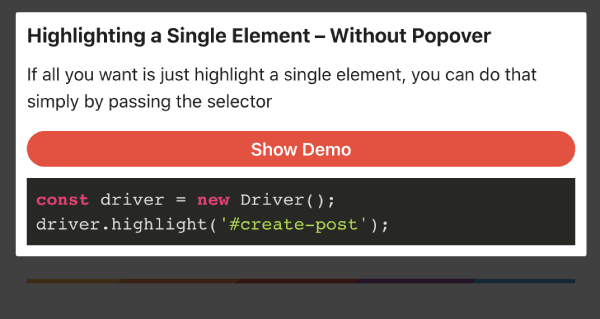 Highlighting a Single Element – Without Popover
If all you want is just highlight a single element, you can do that
simply by passing the selector
Show Demo
const driver = new Driver();
driver.highlight('#create-post');